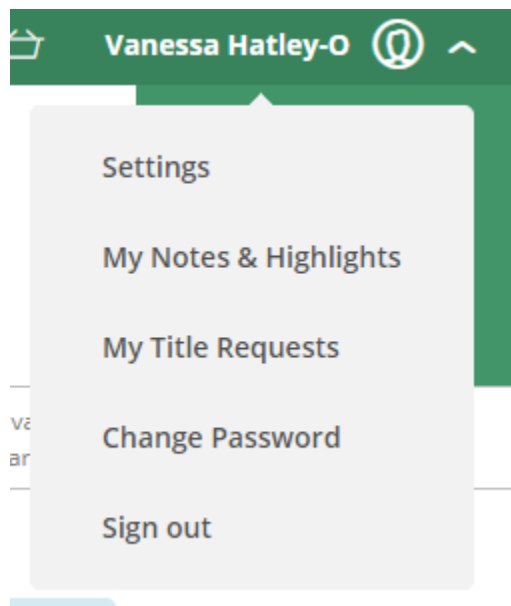 Vanessa Hatley-O
Settings
My Notes & Highlights
My Title Requests
Change Password
Sign out